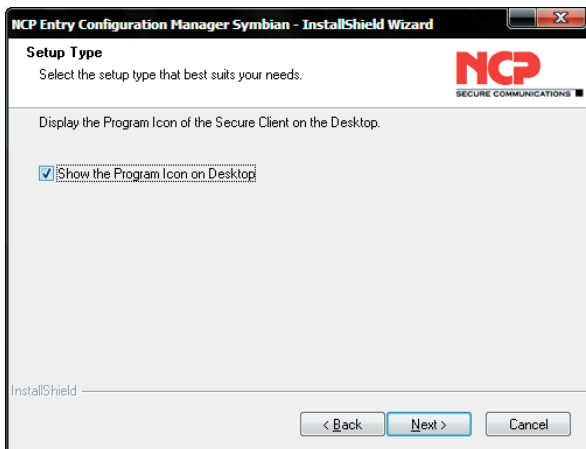 NCP Entry Configuration Manager Symbian - InstallShield Wizard
Setup Type
Select the setup type that best suits your needs.
NCP
SECURE COMMUNICATIONS
Display the Program Icon of the Secure Client on the Desktop.
Show the Program Icon on Desktop
InstallShield
< Back
Next >
Cancel